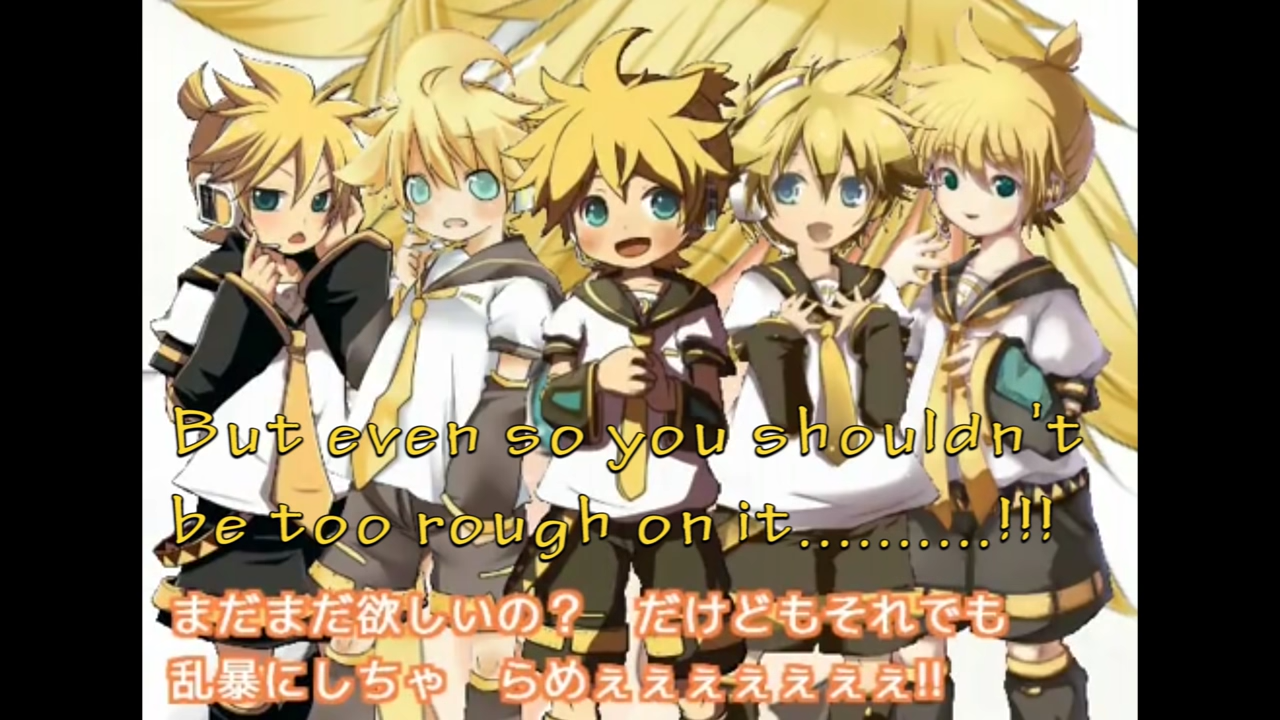 But even so you shouldn't
be too rough on it..........!!!
まだまだ欲しいの？　だけどもそれでも
乱暴にしちゃ　らめぇぇぇぇぇぇぇ!!